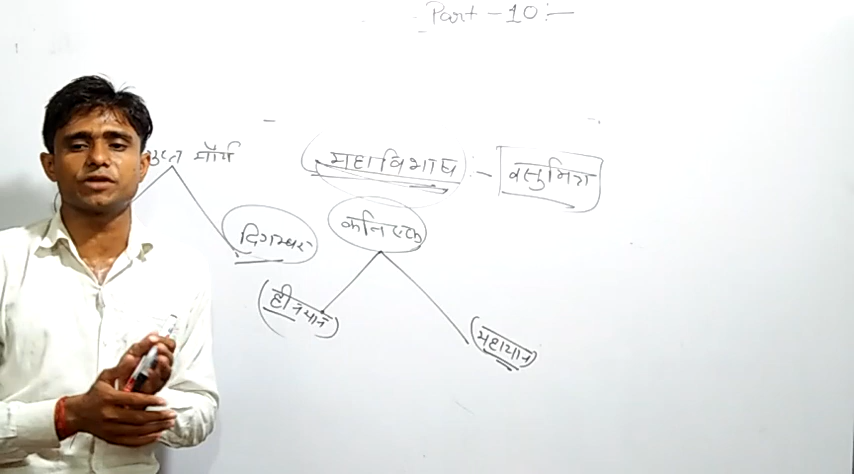 Part - 10:-
मौर्य
(महाविभाष) :- वसुमित्र
दिगम्बर
कनिष्क
(हीनयान)
(महायान)